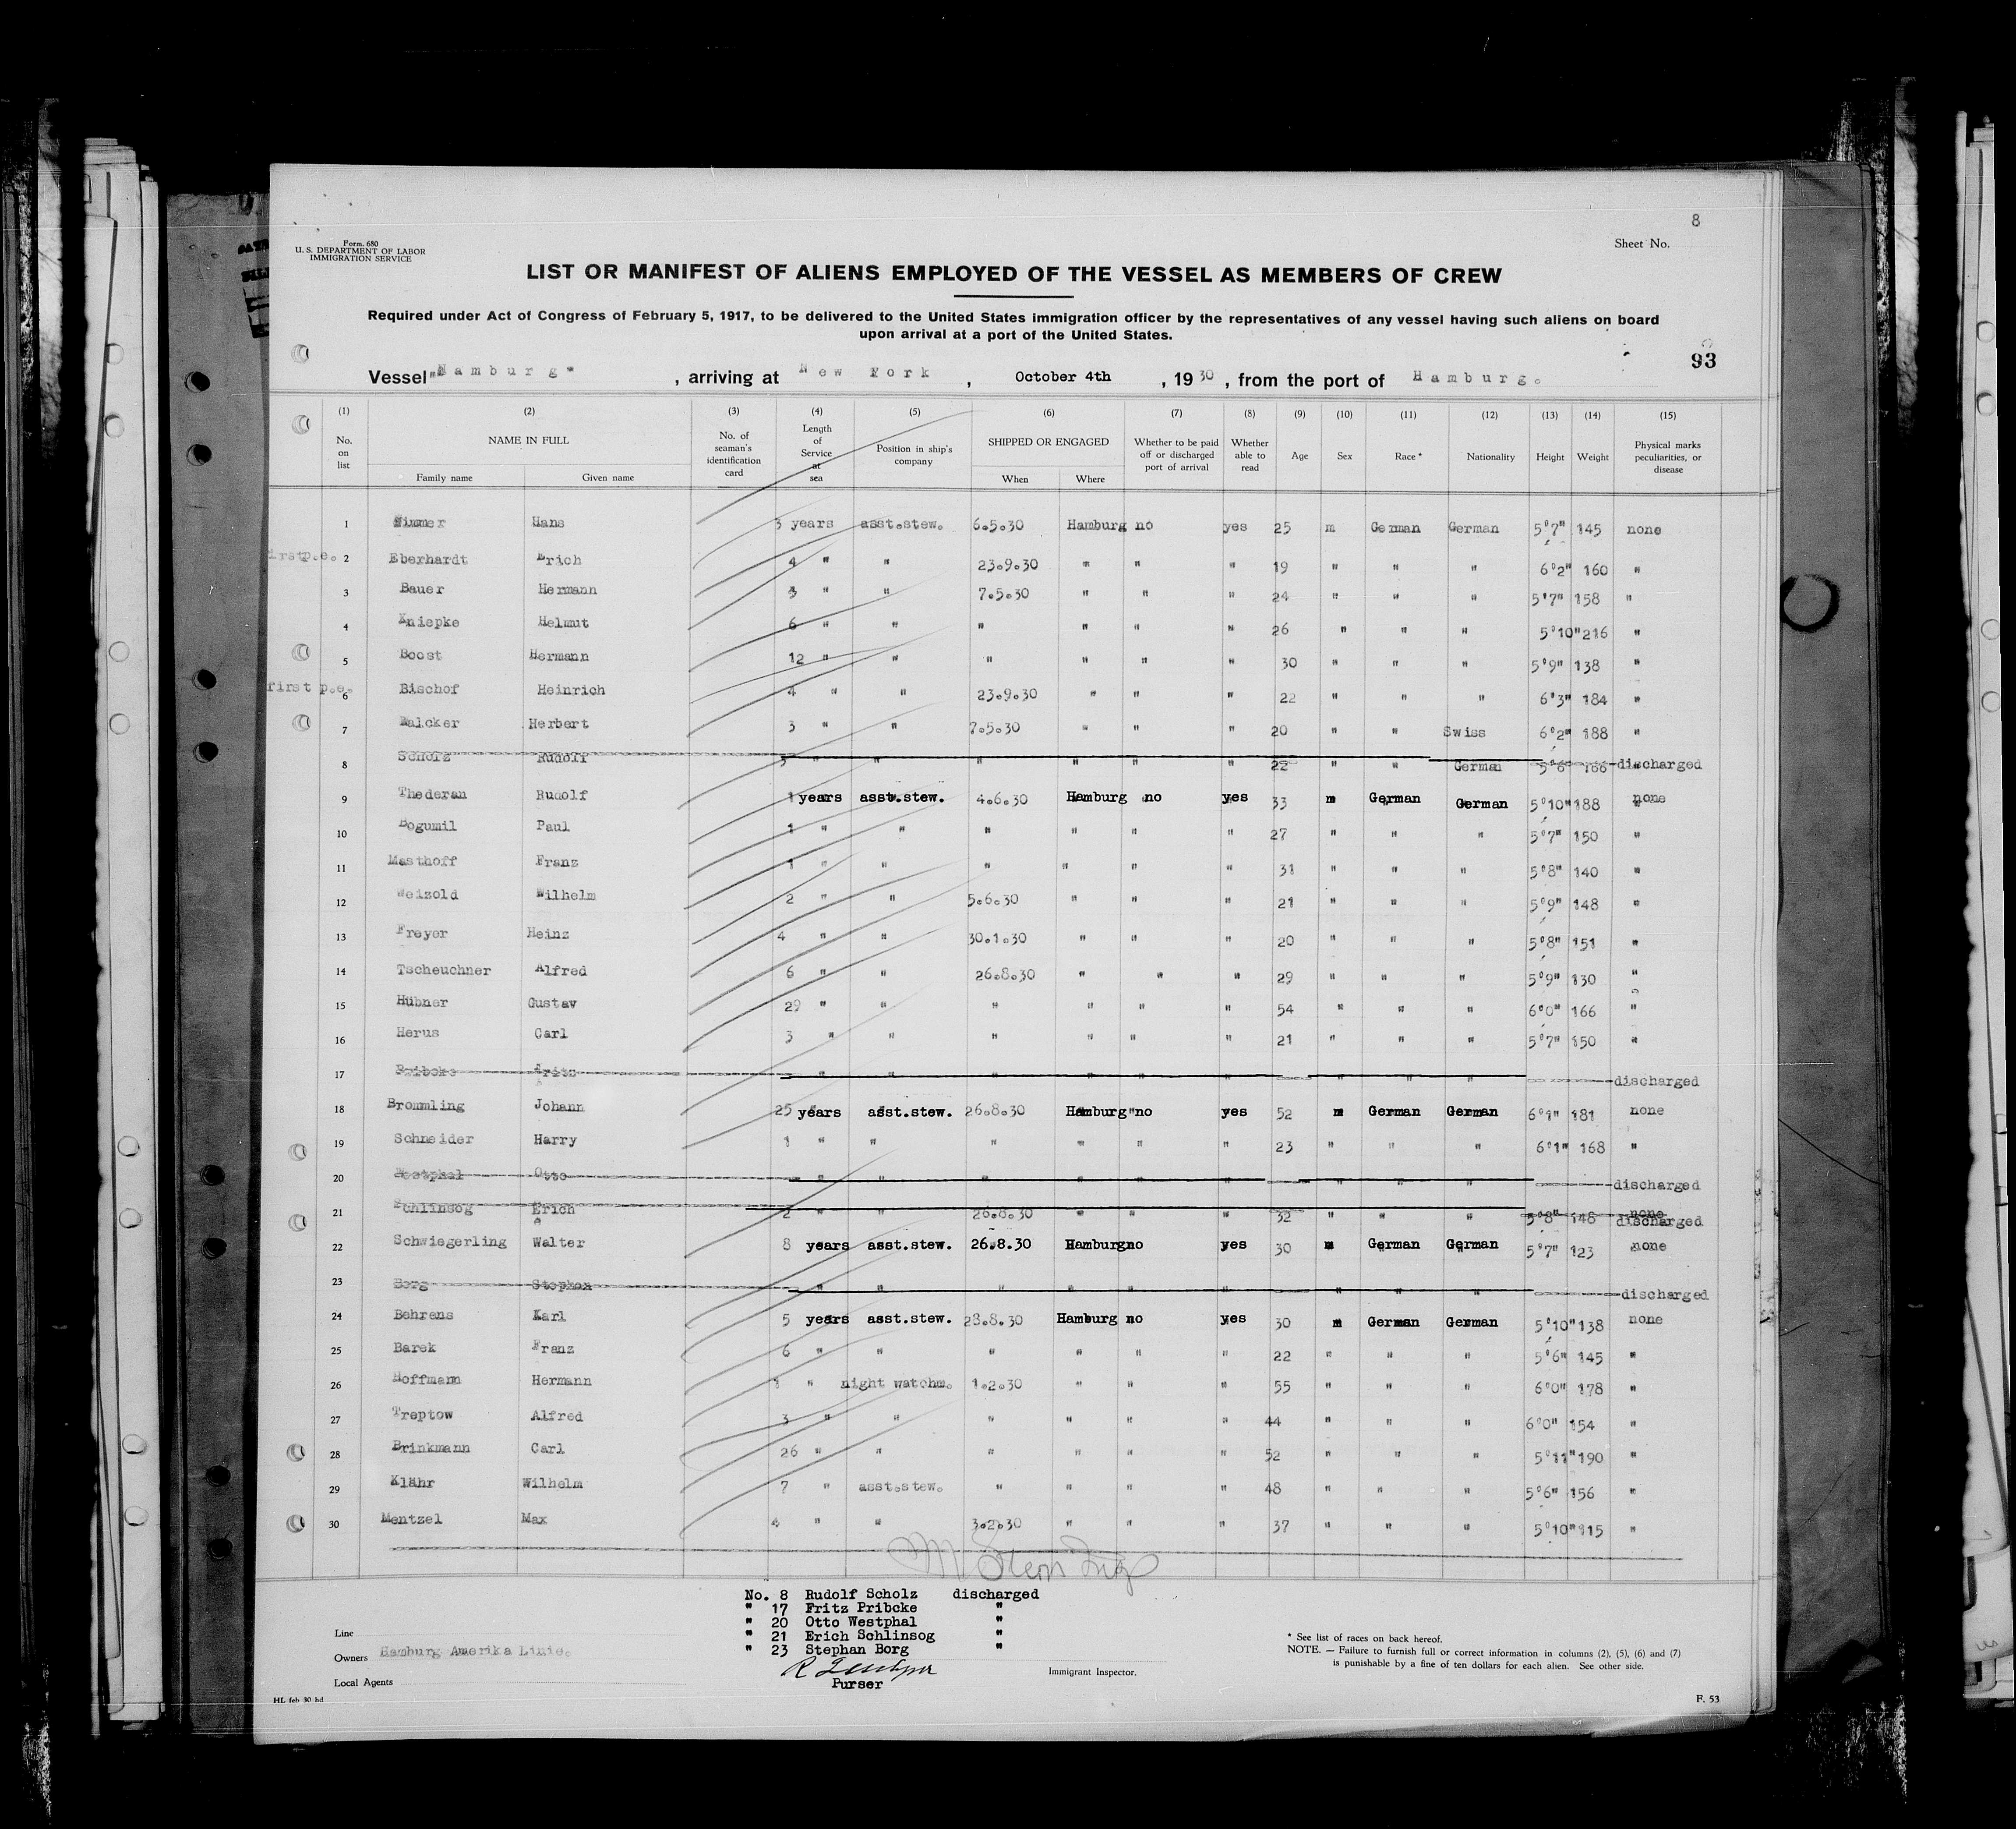 8
Form. 680
U. S. DEPARTMENT OF LABOR
IMMIGRATION SERVICE
Sheet No.
LIST OR MANIFEST OF ALIENS EMPLOYED OF THE VESSEL AS MEMBERS OF CREW
Required under Act of Congress of February 5, 1917, to be delivered to the United States immigration officer by the representatives of any vessel having such aliens on board
upon arrival at a port of the United States.
93
Vessel "Hamburg" , arriving at New York , October 4th , 1930 , from the port of Hamburg.
(1) (2) (3) (4) (5) (6) (7) (8) (9) (10) (11) (12) (13) (14) (15)
No. on list NAME IN FULL Family name Given name No. of seaman's identification card Length of Service at sea Position in ship's company SHIPPED OR ENGAGED When Where Whether to be paid off or discharged port of arrival Whether able to read Age Sex Race * Nationality Height Weight Physical marks peculiarities, or disease
1 Hans 3 years asst.stew. 6.5.30 Hamburg no yes 25 m German German 5'7" 145 none
first p.e. 2 Eberhardt Erich 4 " " 23.9.30 " " " 19 " " " 6'2" 160 "
3 Bauer Hermann 3 " " 7.5.30 " " " 24 " " " 5'7" 158 "
4 Kniepke Helmut 6 " " " " " " 26 " " " 5'10" 216 "
5 Boost Hermann 12 " " " " " " 30 " " " 5'9" 138 "
first p.e. 6 Bischof Heinrich 4 " " 23.9.30 " " " 22 " " " 6'3" 184 "
7 Walcker Herbert 3 " " 7.5.30 " " " 20 " " Swiss 6'2" 188 "
8 Scholz Rudolf 3 " " " " " " 22 " " German 5'6" 166 discharged
9 Thederan Rudolf 1 years asst.stew. 4.6.30 Hamburg no yes 33 m German German 5'10" 188 none
10 Bogumil Paul 1 " " " " " " 27 " " " 5'7" 150 "
11 Masthoff Franz 1 " " " " " " 31 " " " 5'8" 140 "
12 Weizold Wilhelm 2 " " 5.6.30 " " " 21 " " " 5'9" 148 "
13 Freyer Heinz 4 " " 30.1.30 " " " 20 " " " 5'8" 151 "
14 Tscheuchner Alfred 6 " " 26.8.30 " " " 29 " " " 5'9" 130 "
15 Hübner Gustav 29 " " " " " " 54 " " " 6'0" 166 "
16 Herus Carl 3 " " " " " " 21 " " " 5'7" 150 "
17 Pribcke Fritz " " " " " " " " " discharged
18 Brommling Johann 25 years asst.stew. 26.8.30 Hamburg no yes 52 m German German 6'1" 181 none
19 Schneider Harry 1 " " " " " " 23 " " " 6'1" 168 "
20 Westphal Otto " " " " " " " " " discharged
21 Schlinsog Erich 2 " " 26.8.30 " " " 32 " " " 5'8" 148 none discharged
22 Schwiegerling Walter 8 years asst.stew. 26.8.30 Hamburg no yes 30 m German German 5'7" 123 none
23 Borg Stephan " " " " " " " " " discharged
24 Behrens Karl 5 years asst.stew. 28.8.30 Hamburg no yes 30 m German German 5'10" 138 none
25 Barek Franz 6 " " " " " " 22 " " " 5'6" 145 "
26 Hoffmann Hermann 1 " night watchm. 1.2.30 " " " 55 " " " 6'0" 178 "
27 Treptow Alfred 3 " " " " " " 44 " " " 6'0" 154 "
28 Brinkmann Carl 26 " " " " " " 52 " " " 5'11" 190 "
29 Klähr Wilhelm 7 " asst.stew. " " " " 48 " " " 5'6" 156 "
30 Mentzel Max 4 " " 3.2.30 " " " 37 " " " 5'10" 115 "
No. 8 Rudolf Scholz discharged
" 17 Fritz Pribcke "
" 20 Otto Westphal "
" 21 Erich Schlinsog "
" 23 Stephan Borg "
Line
Owners Hamburg Amerika Linie.
Local Agents
Purser
Immigrant Inspector.
* See list of races on back hereof.
NOTE. — Failure to furnish full or correct information in columns (2), (5), (6) and (7)
is punishable by a fine of ten dollars for each alien. See other side.
HL feb 30 hd
F. 53